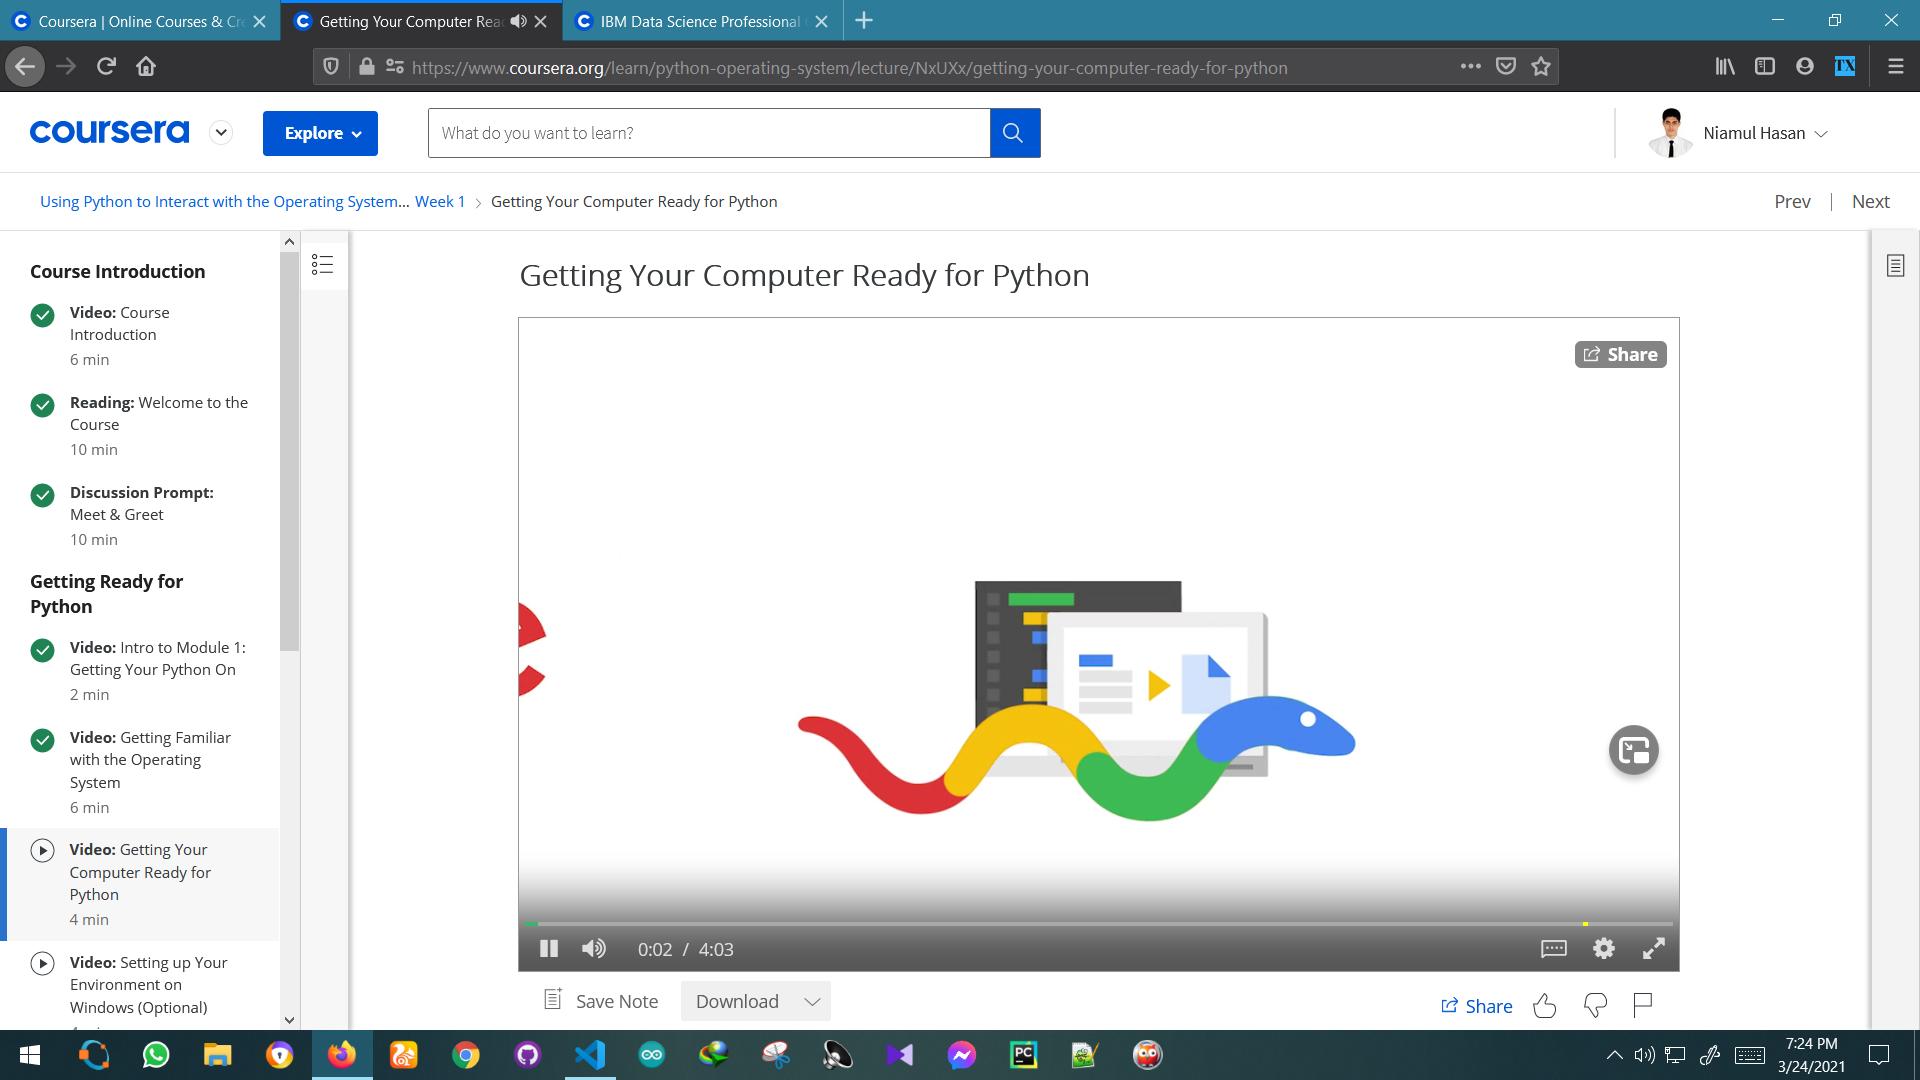 Coursera | Online Courses & Cre
Getting Your Computer Read
IBM Data Science Professional
https://www.coursera.org/learn/python-operating-system/lecture/NxUXx/getting-your-computer-ready-for-python
TX
coursera
Explore
What do you want to learn?
Niamul Hasan
Using Python to Interact with the Operating System... Week 1 > Getting Your Computer Ready for Python
Prev | Next
Course Introduction
Video: Course
Introduction
6 min
Reading: Welcome to the
Course
10 min
Discussion Prompt:
Meet & Greet
10 min
Getting Ready for
Python
Video: Intro to Module 1:
Getting Your Python On
2 min
Video: Getting Familiar
with the Operating
System
6 min
Video: Getting Your
Computer Ready for
Python
4 min
Video: Setting up Your
Environment on
Windows (Optional)
Getting Your Computer Ready for Python
Share
0:02 / 4:03
Save Note
Download
Share
PC
7:24 PM
3/24/2021